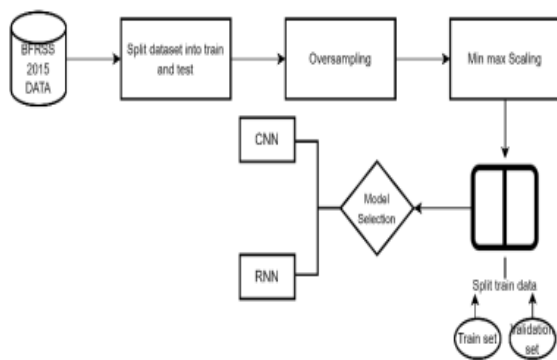 BFRSS
2015
DATA
Split dataset into train
and test
Oversampling
Min max Scaling
CNN
Model
Selection
RNN
Split train data
Train set
Validation
set